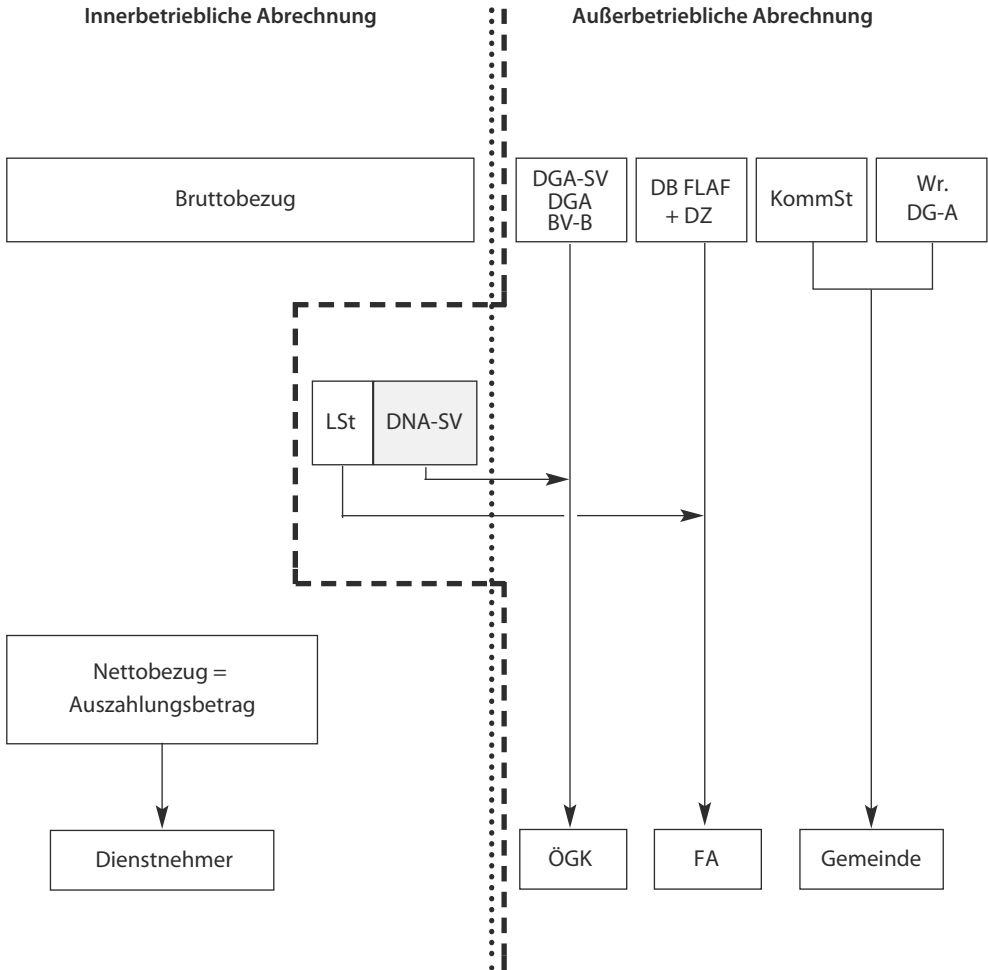 Innerbetriebliche Abrechnung
Außerbetriebliche Abrechnung
Bruttobezug
DGA-SV
DGA
BV-B
DB FLAF
+ DZ
KommSt
Wr.
DG-A
LSt
DNA-SV
Nettobezug =
Auszahlungsbetrag
Dienstnehmer
ÖGK
FA
Gemeinde